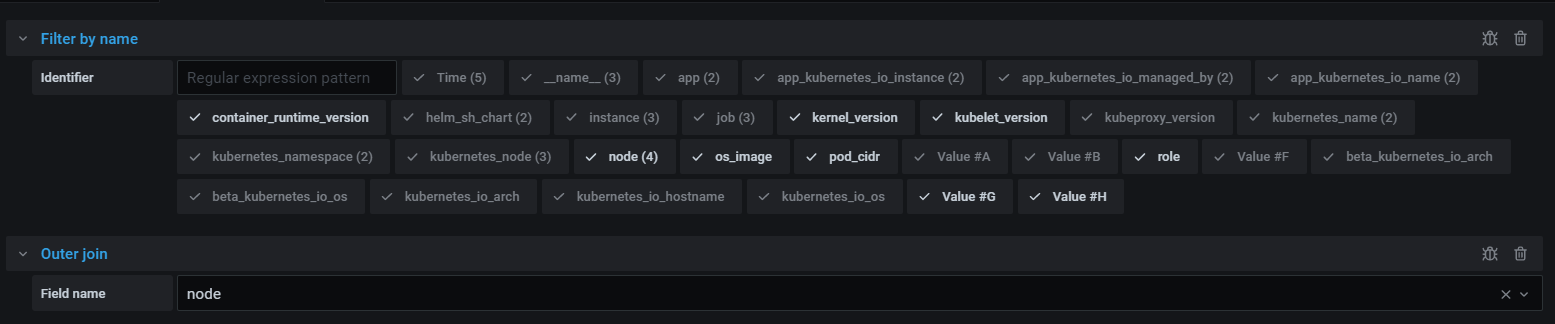 Filter by name
Identifier Regular expression pattern Time (5) __name__ (3) app (2) app_kubernetes_io_instance (2) app_kubernetes_io_managed_by (2) app_kubernetes_io_name (2)
container_runtime_version helm_sh_chart (2) instance (3) job (3) kernel_version kubelet_version kubeproxy_version kubernetes_name (2)
kubernetes_namespace (2) kubernetes_node (3) node (4) os_image pod_cidr Value #A Value #B role Value #F beta_kubernetes_io_arch
beta_kubernetes_io_os kubernetes_io_arch kubernetes_io_hostname kubernetes_io_os Value #G Value #H
Outer join
Field name node